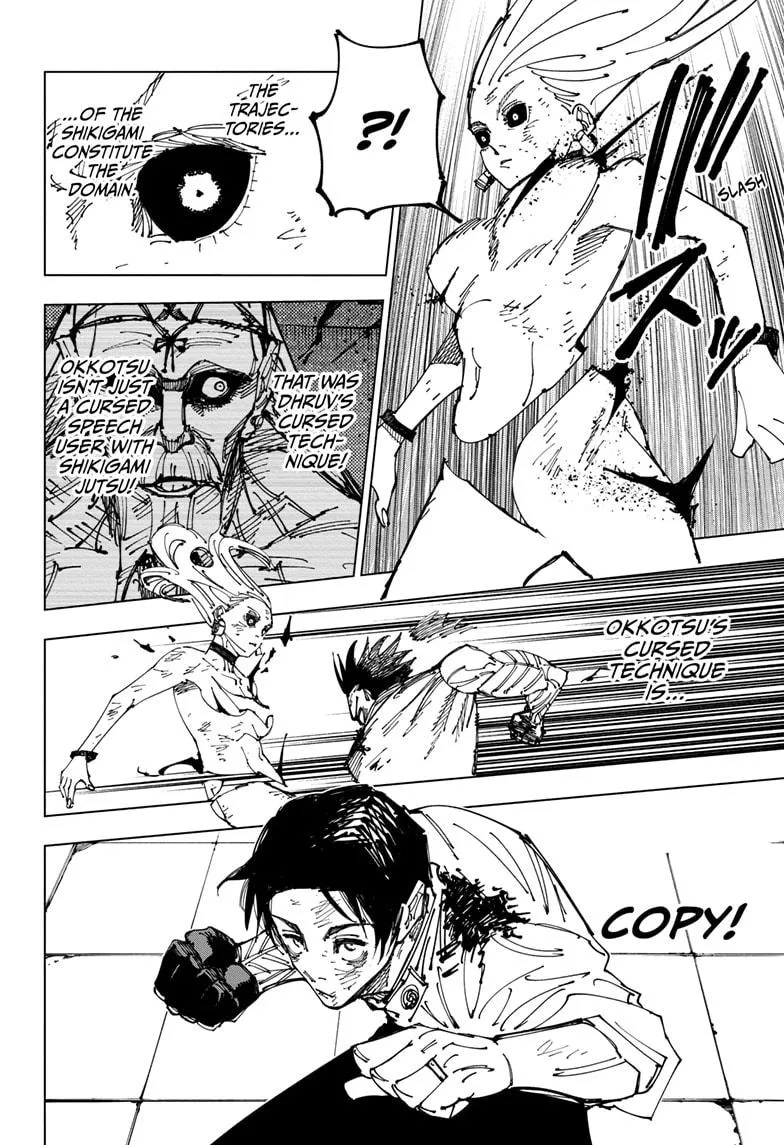 SLASH
?!
THE
TRAJEC-
TORIES...
...OF THE
SHIKIGAMI
CONSTITUTE
THE
DOMAIN.
THAT WAS
DHRUV'S
CURSED
TECH-
NIQUE!
OKKOTSU
ISN'T JUST
A CURSED
SPEECH
USER WITH
SHIKIGAMI
JUTSU!
OKKOTSU'S
CURSED
TECHNIQUE
IS...
COPY!